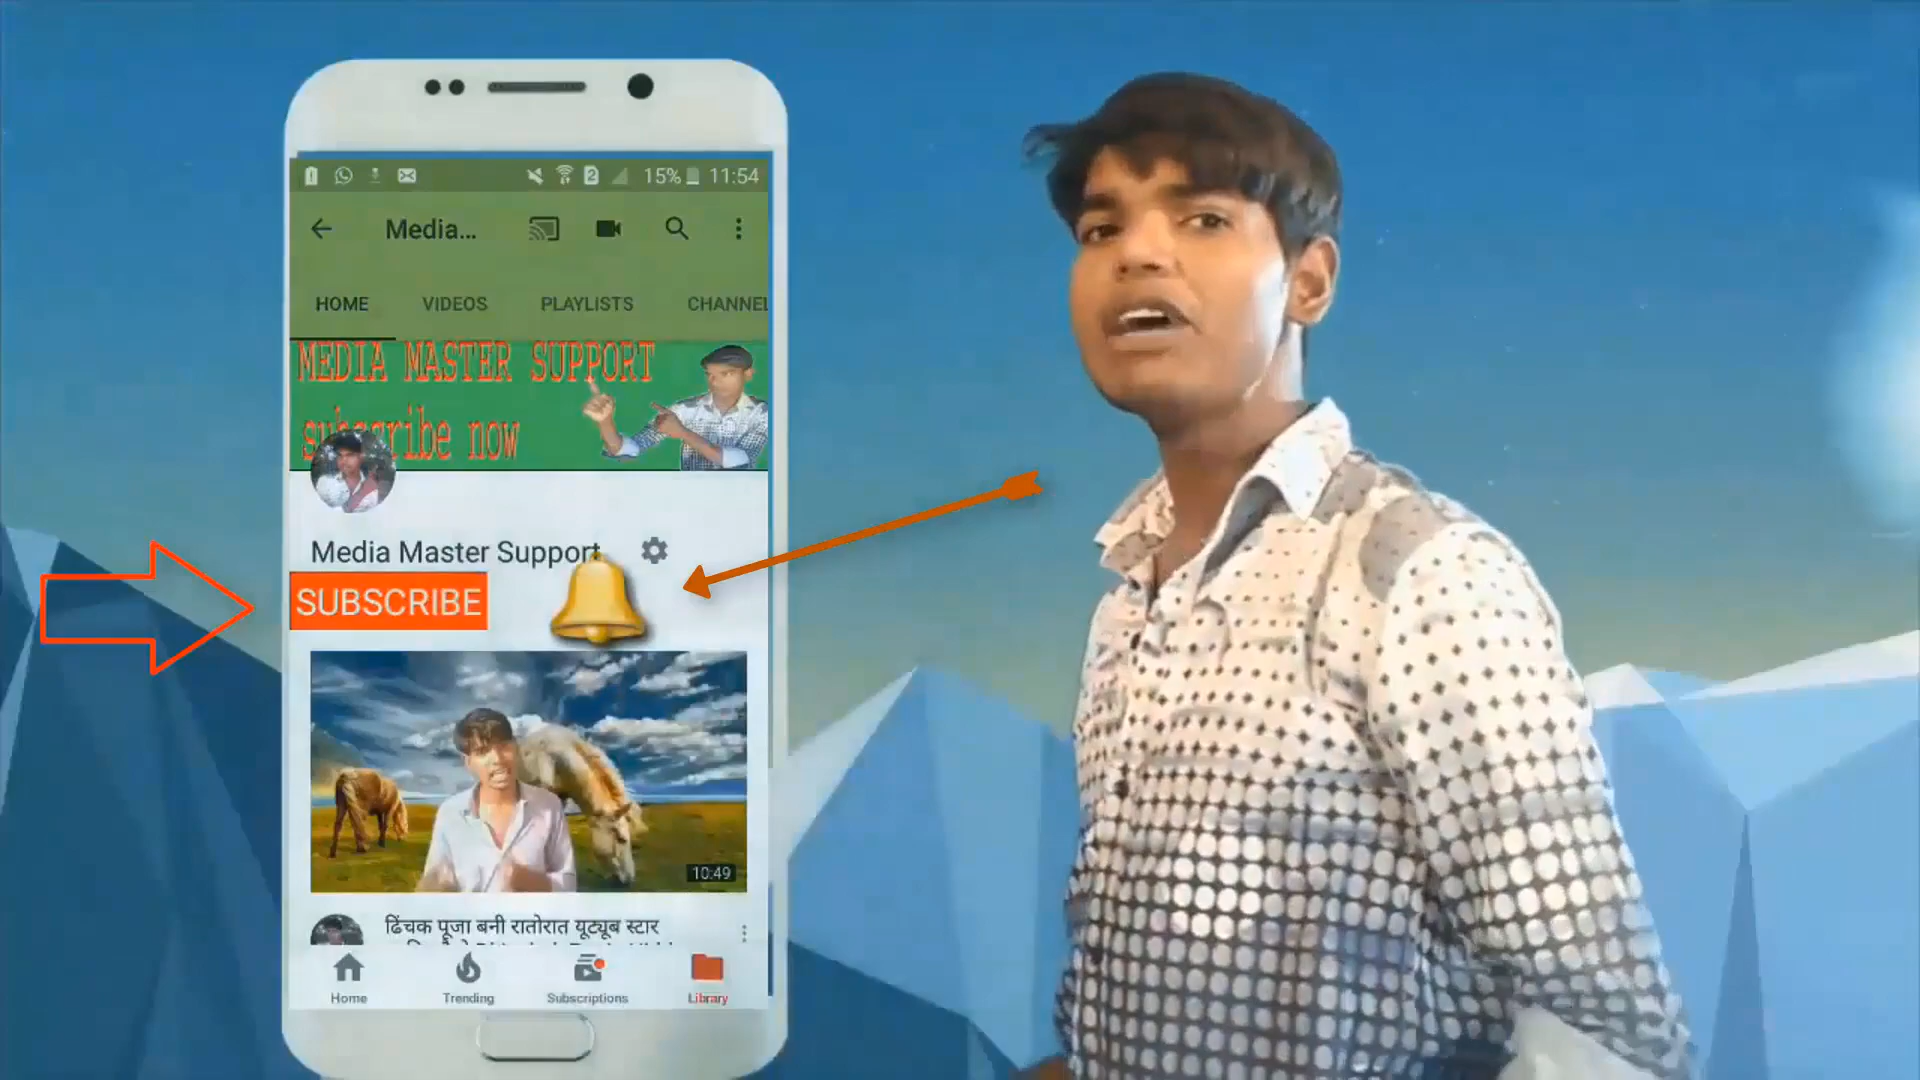 2 15% 11:54
Media...
HOME VIDEOS PLAYLISTS CHANNEL
MEDIA MASTER SUPPORT
subscribe now
Media Master Support
SUBSCRIBE
10:49
ढिंचक पूजा बनी रातोरात यूट्यूब स्टार
Home Trending Subscriptions Library